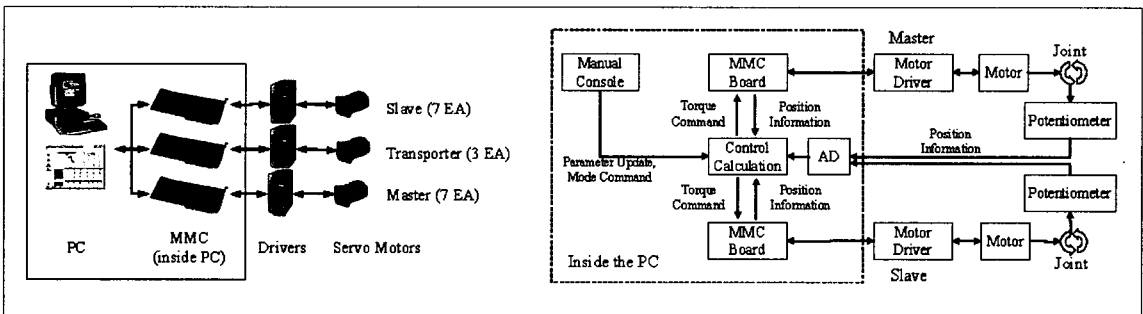 Slave (7 EA)
Transporter (3 EA)
Master (7 EA)
PC
MMC
(inside PC)
Drivers
Servo Motors
Master
Joint
Manual
Console
MMC
Board
Motor
Driver
Motor
Torque
Command
Position
Information
Potentiometer
Control
Calculation
AD
Position
Information
Parameter Update,
Mode Command
Torque
Command
Position
Information
Potentiometer
MMC
Board
Motor
Driver
Motor
Inside the PC
Slave
Joint